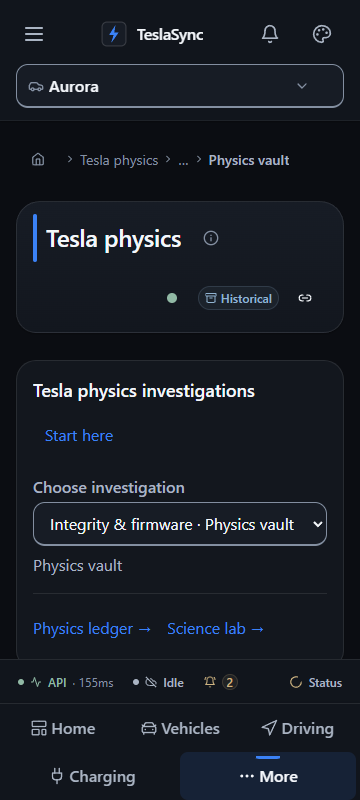 TeslaSync
Aurora
Tesla physics
...
Physics vault
Tesla physics
Historical
Tesla physics investigations
Start here
Choose investigation
Integrity & firmware · Physics vault
Physics vault
Physics ledger → Science lab →
API · 155ms Idle 2 Status
Home Vehicles Driving
Charging More